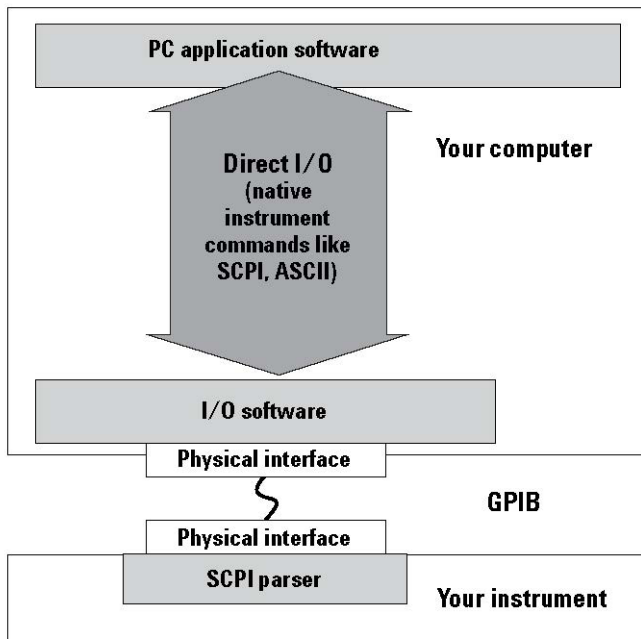 PC application software
Direct I/O
(native
instrument
commands like
SCPI, ASCII)
Your computer
I/O software
Physical interface
GPIB
Physical interface
SCPI parser
Your instrument